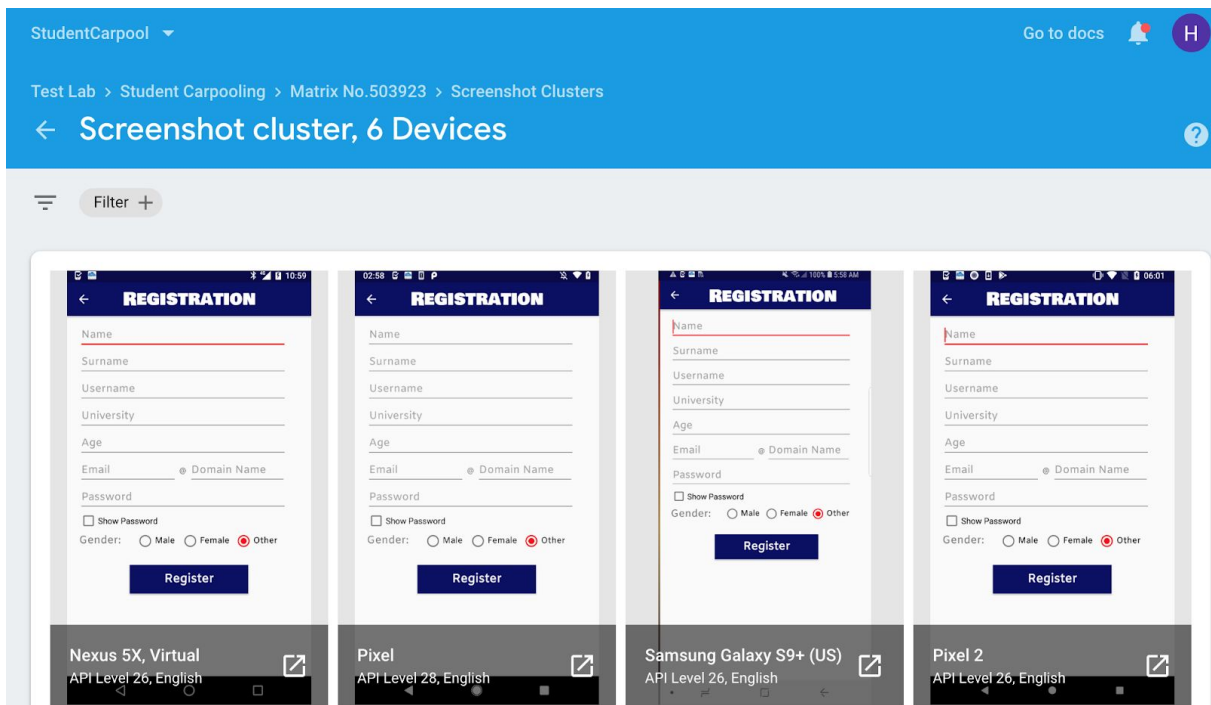 StudentCarpool
Go to docs
H
Test Lab > Student Carpooling > Matrix No.503923 > Screenshot Clusters
Screenshot cluster, 6 Devices
?
Filter +
10:59
REGISTRATION
Name
Surname
Username
University
Age
Email @ Domain Name
Password
Show Password
Gender: Male Female Other
Register
Nexus 5X, Virtual
API Level 26, English
02:58
REGISTRATION
Name
Surname
Username
University
Age
Email @ Domain Name
Password
Show Password
Gender: Male Female Other
Register
Pixel
API Level 28, English
100% 5:58 AM
REGISTRATION
Name
Surname
Username
University
Age
Email @ Domain Name
Password
Show Password
Gender: Male Female Other
Register
Samsung Galaxy S9+ (US)
API Level 26, English
06:01
REGISTRATION
Name
Surname
Username
University
Age
Email @ Domain Name
Password
Show Password
Gender: Male Female Other
Register
Pixel 2
API Level 26, English